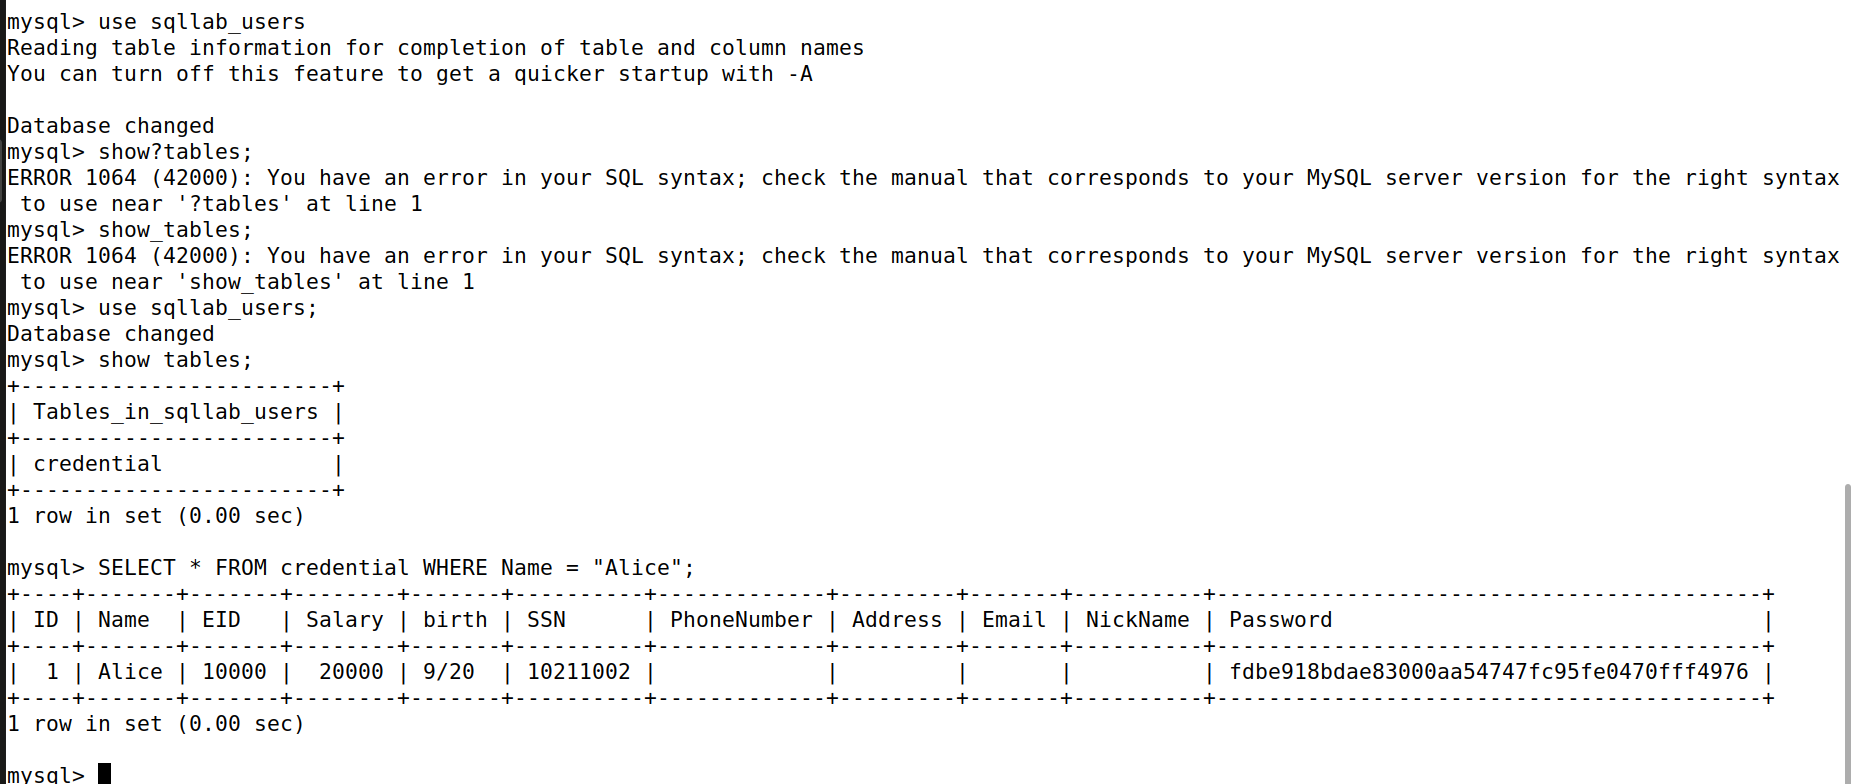 mysql> use sqllab_users
Reading table information for completion of table and column names
You can turn off this feature to get a quicker startup with -A

Database changed
mysql> show?tables;
ERROR 1064 (42000): You have an error in your SQL syntax; check the manual that corresponds to your MySQL server version for the right syntax
 to use near '?tables' at line 1
mysql> show_tables;
ERROR 1064 (42000): You have an error in your SQL syntax; check the manual that corresponds to your MySQL server version for the right syntax
 to use near 'show_tables' at line 1
mysql> use sqllab_users;
Database changed
mysql> show tables;
+------------------------+
| Tables_in_sqllab_users |
+------------------------+
| credential             |
+------------------------+
1 row in set (0.00 sec)

mysql> SELECT * FROM credential WHERE Name = "Alice";
+----+-------+-------+--------+-------+----------+-------------+---------+-------+----------+------------------------------------------+
| ID | Name  | EID   | Salary | birth | SSN      | PhoneNumber | Address | Email | NickName | Password                                 |
+----+-------+-------+--------+-------+----------+-------------+---------+-------+----------+------------------------------------------+
|  1 | Alice | 10000 |  20000 | 9/20  | 10211002 |             |         |       |          | fdbe918bdae83000aa54747fc95fe0470fff4976 |
+----+-------+-------+--------+-------+----------+-------------+---------+-------+----------+------------------------------------------+
1 row in set (0.00 sec)

mysql>